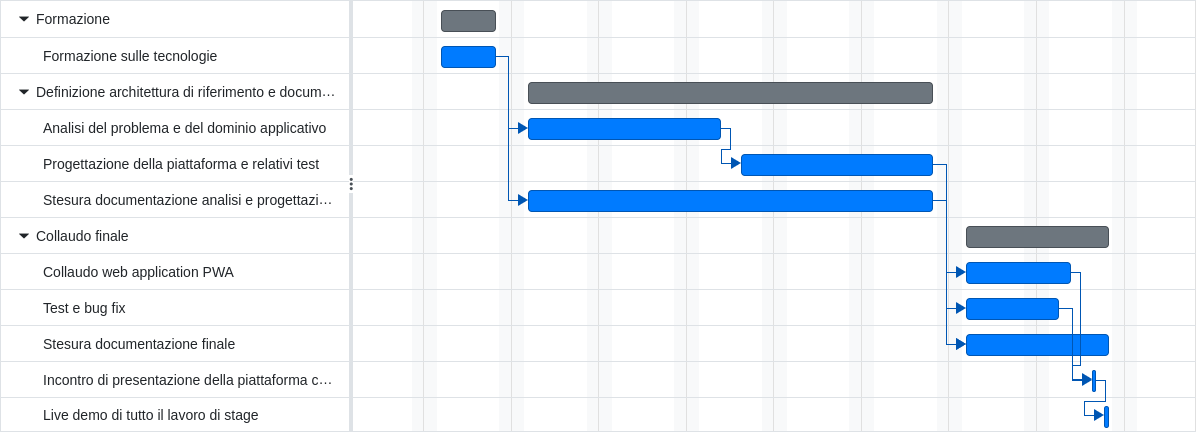 Formazione
Formazione sulle tecnologie
Definizione architettura di riferimento e docum…
Analisi del problema e del dominio applicativo
Progettazione della piattaforma e relativi test
Stesura documentazione analisi e progettazi…
Collaudo finale
Collaudo web application PWA
Test e bug fix
Stesura documentazione finale
Incontro di presentazione della piattaforma c…
Live demo di tutto il lavoro di stage